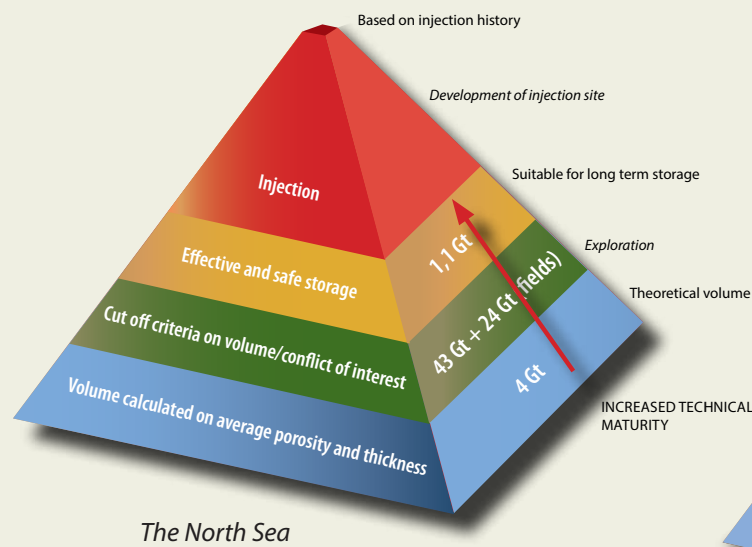 Based on injection history
Development of injection site
Suitable for long term storage
Injection
1,1 Gt
Exploration
Effective and safe storage
43 Gt + 24 Gt (fields)
Theoretical volume
Cut off criteria on volume/conflict of interest
4 Gt
Volume calculated on average porosity and thickness
INCREASED TECHNICAL
MATURITY
The North Sea